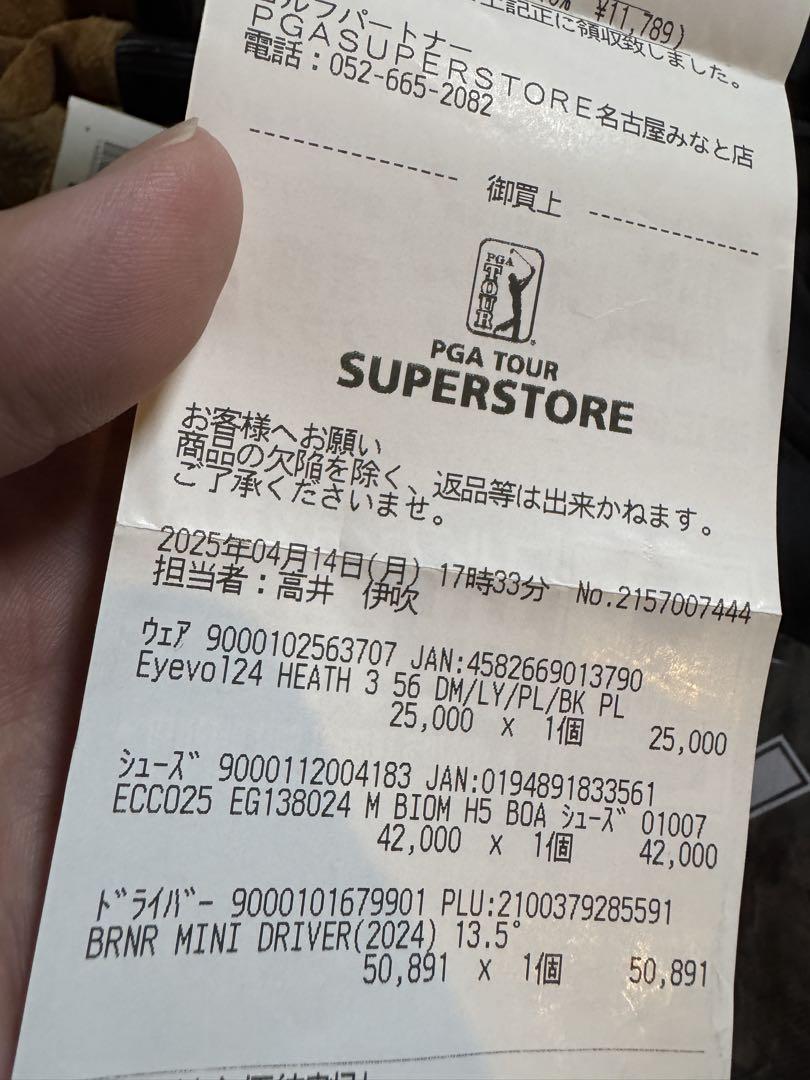 ¥11,789)
上記正に領収致しました。
ゴルフパートナー
PGASUPERSTORE名古屋みなと店
電話:052-665-2082
御買上
PGA TOUR
PGA TOUR
SUPERSTORE
お客様へお願い
商品の欠陥を除く、返品等は出来かねます。
ご了承くださいませ。
2025年04月14日(月) 17時33分 No.2157007444
担当者:高井 伊吹
ウェア 9000102563707 JAN:4582669013790
Eyevol24 HEATH 3 56 DM/LY/PL/BK PL
25,000 x 1個 25,000
シューズ 9000112004183 JAN:0194891833561
ECCO25 EG138024 M BIOM H5 BOA シューズ 01007
42,000 x 1個 42,000
ドライバー 9000101679901 PLU:2100379285591
BRNR MINI DRIVER(2024) 13.5°
50,891 x 1個 50,891